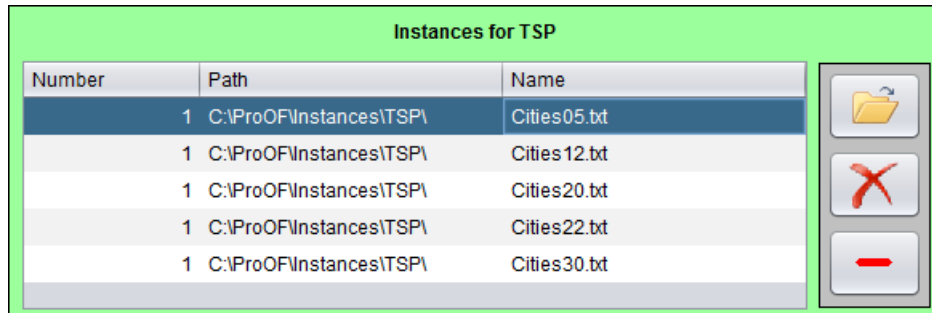 Instances for TSP
Number Path Name
1 C:\ProOF\Instances\TSP\ Cities05.txt
1 C:\ProOF\Instances\TSP\ Cities12.txt
1 C:\ProOF\Instances\TSP\ Cities20.txt
1 C:\ProOF\Instances\TSP\ Cities22.txt
1 C:\ProOF\Instances\TSP\ Cities30.txt